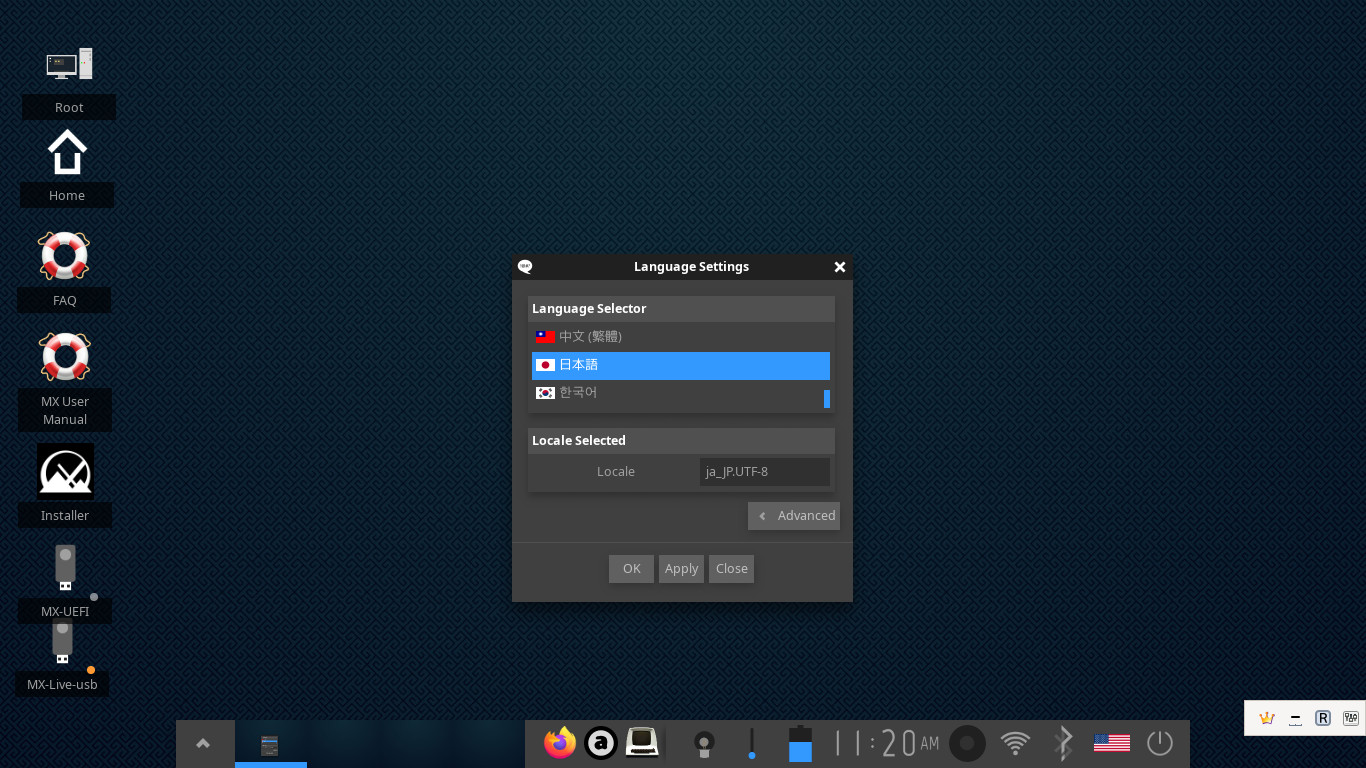 Root
Home
FAQ
MX User
Manual
Installer
MX-UEFI
MX-Live-usb
Language Settings
Language Selector
中文 (繁體)
日本語
한국어
Locale Selected
Locale
ja_JP.UTF-8
Advanced
OK
Apply
Close
a
11:20 AM
R